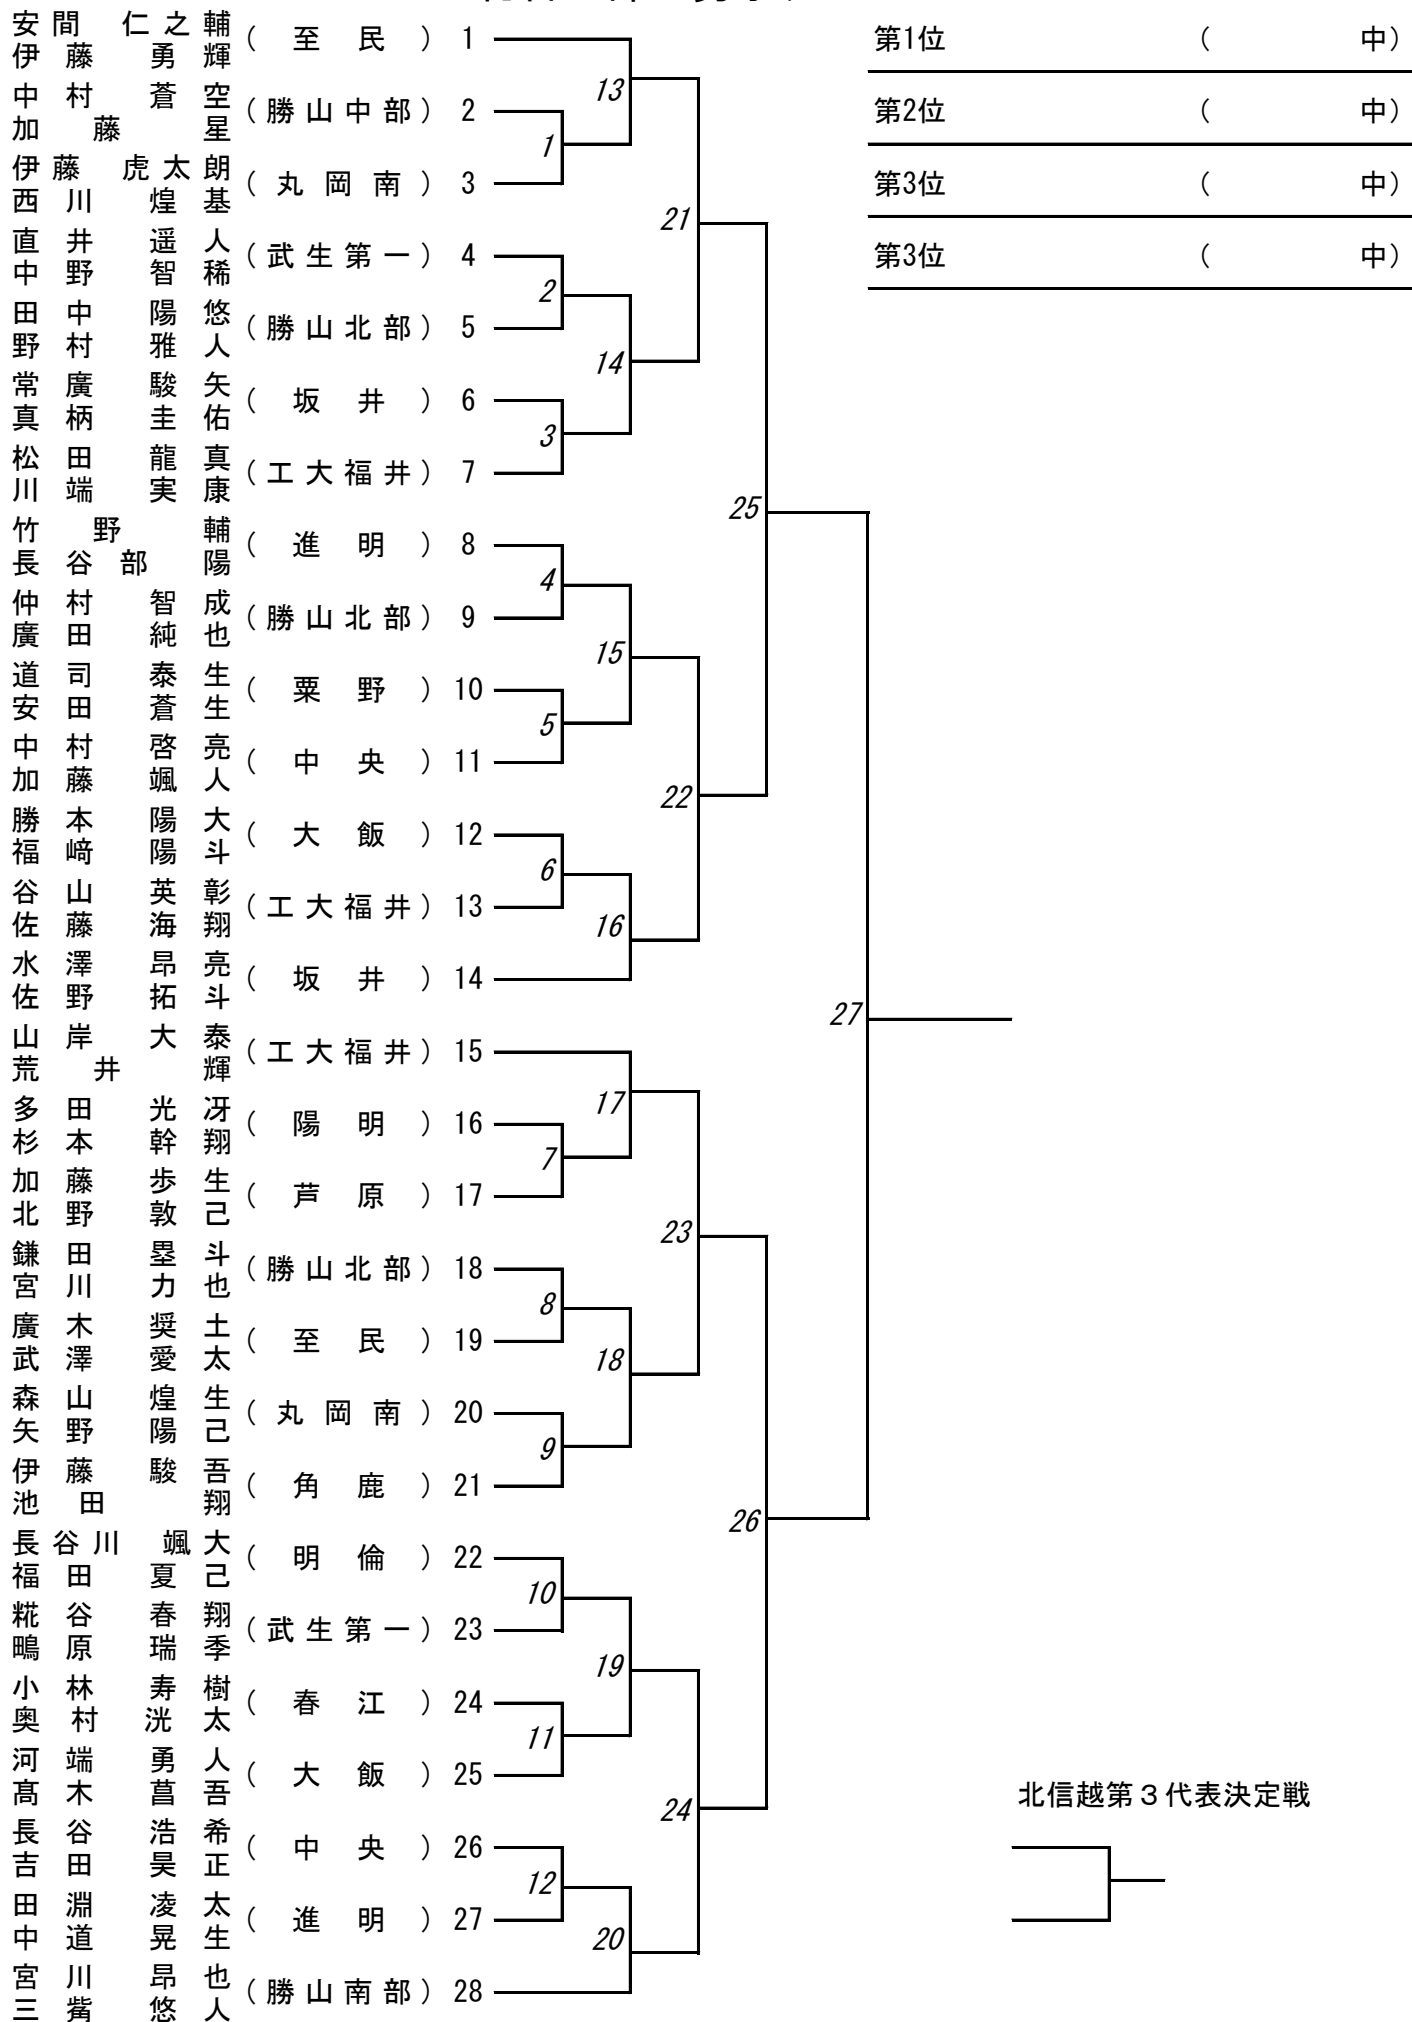 安間 仁之輔
伊藤 勇輝
(至民) 1
中村 蒼空
加藤 星
(勝山中部) 2
伊藤 虎太朗
西川 煌基
(丸岡南) 3
直井 遥人
中野 智稀
(武生第一) 4
田中 陽悠
野村 雅人
(勝山北部) 5
常廣 駿矢
真柄 圭佑
(坂井) 6
松田 龍真
川端 実康
(工大福井) 7
竹野 輔
長谷部 陽
(進明) 8
仲村 智成
廣田 純也
(勝山北部) 9
道司 泰生
安田 蒼生
(粟野) 10
中村 啓亮
加藤 颯人
(中央) 11
勝本 陽大
福﨑 陽斗
(大飯) 12
谷山 英彰
佐藤 海翔
(工大福井) 13
水澤 昂亮
佐野 拓斗
(坂井) 14
山岸 大泰
荒井 輝
(工大福井) 15
多田 光冴
杉本 幹翔
(陽明) 16
加藤 歩生
北野 敦己
(芦原) 17
鎌田 塁斗
宮川 力也
(勝山北部) 18
廣木 奨土
武澤 愛太
(至民) 19
森山 煌生
矢野 陽己
(丸岡南) 20
伊藤 駿吾
池田 翔
(角鹿) 21
長谷川 颯大
福田 夏己
(明倫) 22
糀谷 春翔
鴫原 瑞季
(武生第一) 23
小林 寿樹
奥村 洸太
(春江) 24
河端 勇人
髙木 菖吾
(大飯) 25
長谷 浩希
吉田 昊正
(中央) 26
田淵 凌太
中道 晃生
(進明) 27
宮川 昂也
三觜 悠人
(勝山南部) 28
1
2
3
4
5
6
7
8
9
10
11
12
13
14
15
16
17
18
19
20
21
22
23
24
25
26
27
第1位 ( 中)
第2位 ( 中)
第3位 ( 中)
第3位 ( 中)
北信越第3代表決定戦